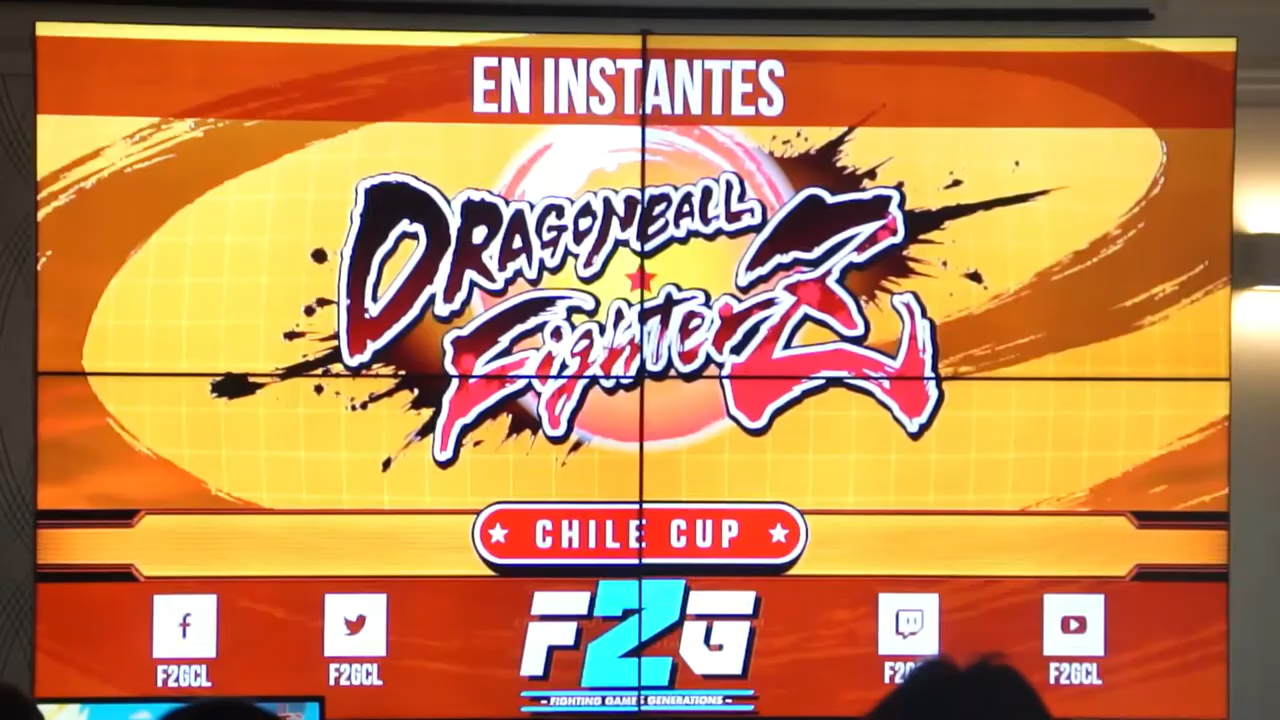 EN INSTANTES
DRAGONBALL
FighterZ
CHILE CUP
F2G
- FIGHTING GAMES GENERATIONS -
F2GCL
F2GCL
F2GCL